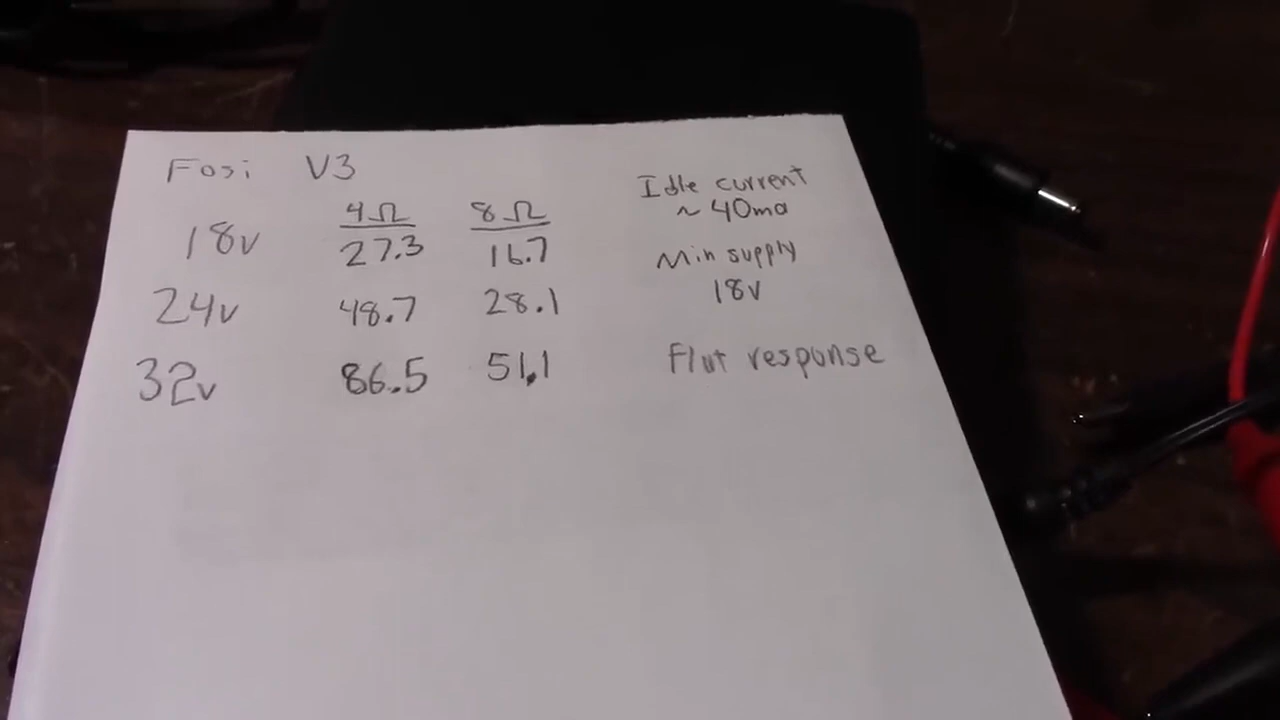 Fosi V3
4Ω 8Ω
18v 27.3 16.7
24v 48.7 28.1
32v 86.5 51.1
Idle current
~ 40ma
Min supply
18v
Flat response